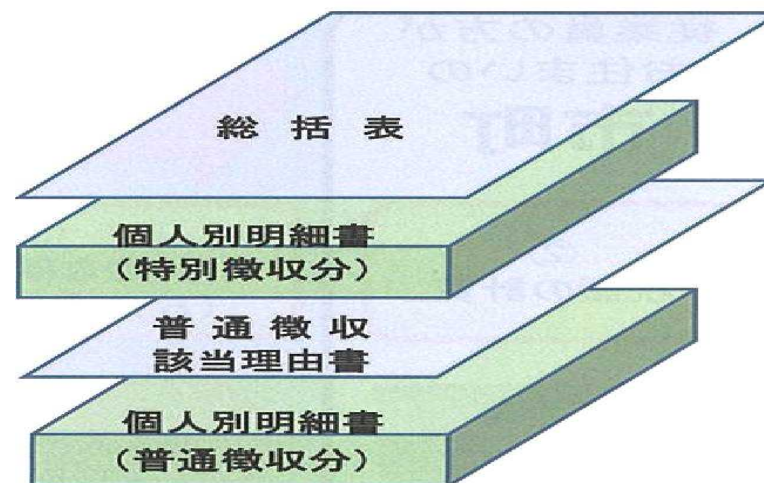 総括表
個人別明細書
（特別徴収分）
普通徴収
該当理由書
個人別明細書
（普通徴収分）